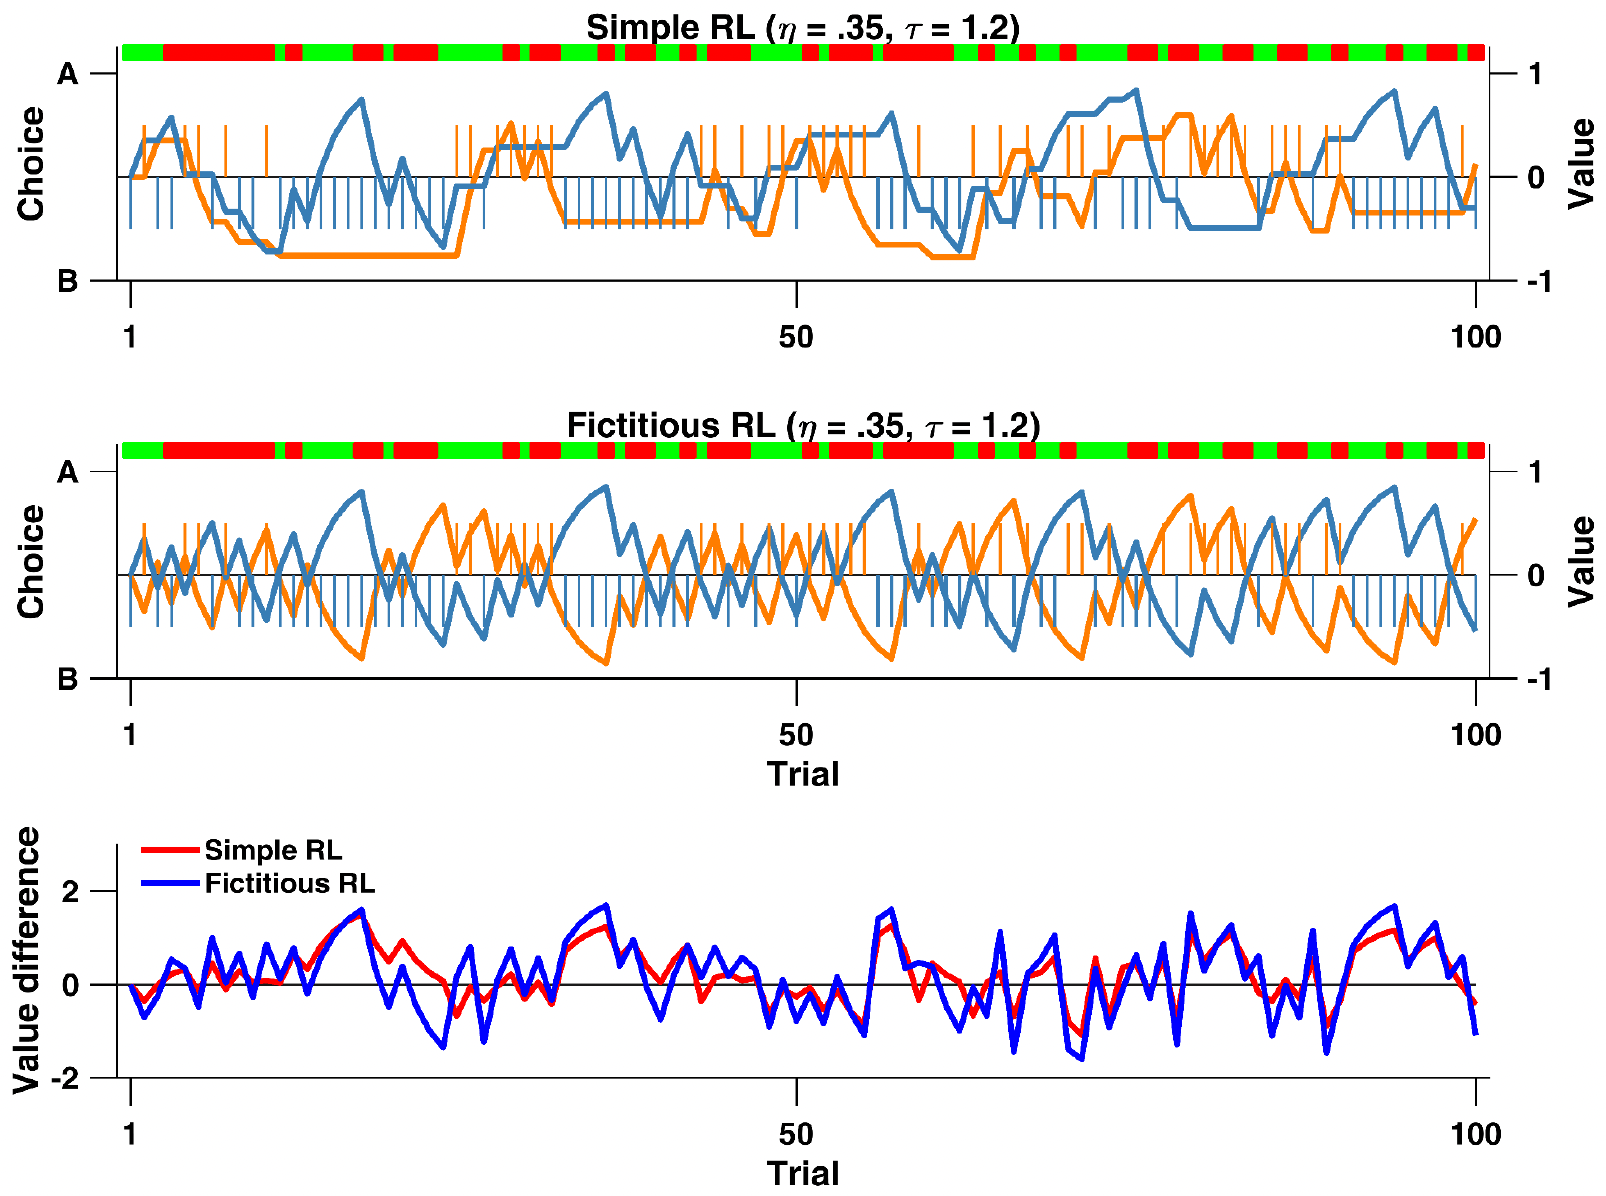 Simple RL (η = .35, τ = 1.2)
A
B
Choice
1
0
-1
Value
1
50
100
Fictitious RL (η = .35, τ = 1.2)
A
B
Choice
1
0
-1
Value
1
50
100
Trial
Simple RL
Fictitious RL
2
0
-2
Value difference
1
50
100
Trial